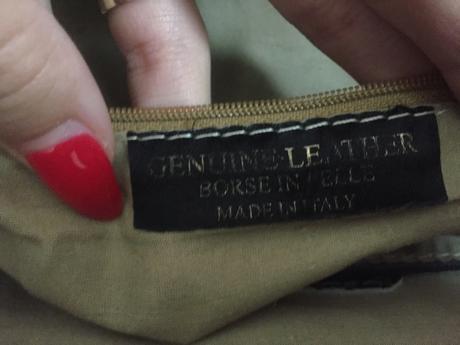 GENUINE LEATHER
BORSE IN PELLE
MADE IN ITALY